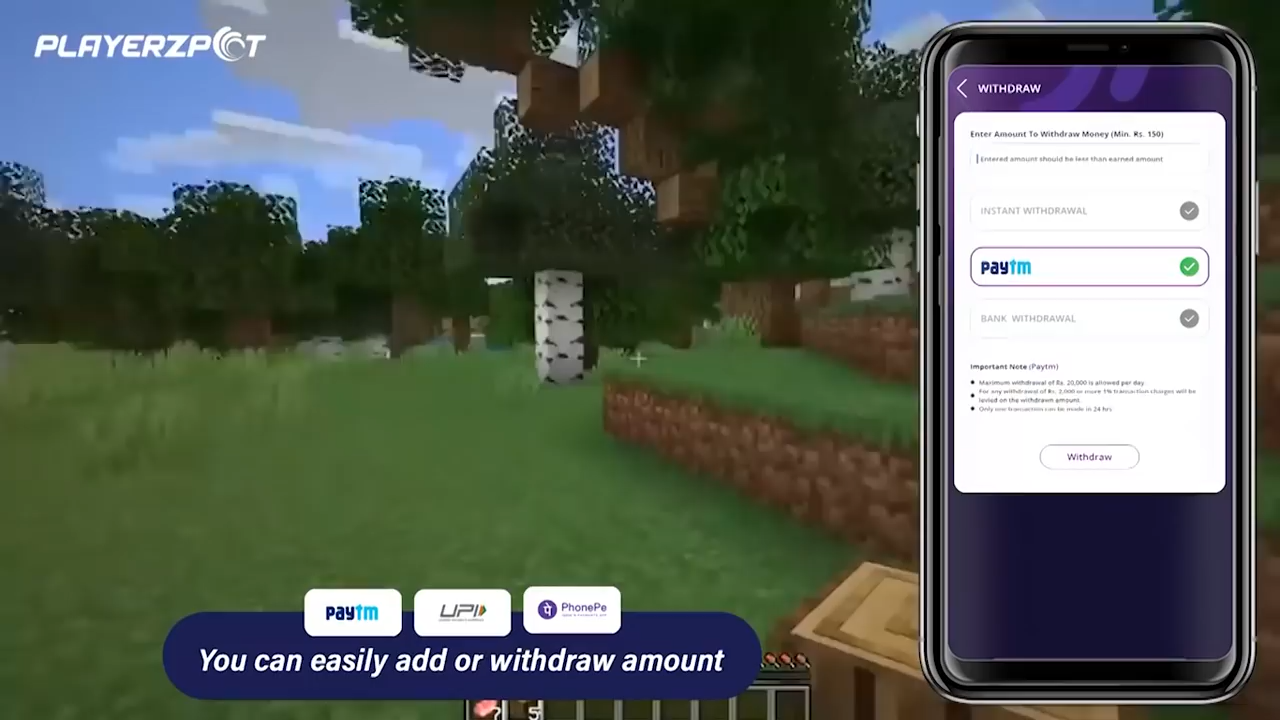 PLAYERZPOT
WITHDRAW
Enter Amount To Withdraw Money (Min. Rs. 150)
Entered amount should be less than earned amount
INSTANT WITHDRAWAL
paytm
BANK WITHDRAWAL
Important Note (Paytm)
Maximum withdrawal of Rs. 20,000 is allowed per day
For any withdrawal of Rs. 2,000 or more 1% transaction charges will be
levied on the withdrawn amount.
Only one transaction can be made in 24 hrs
Withdraw
paytm
UPI
PhonePe
You can easily add or withdraw amount
7
5